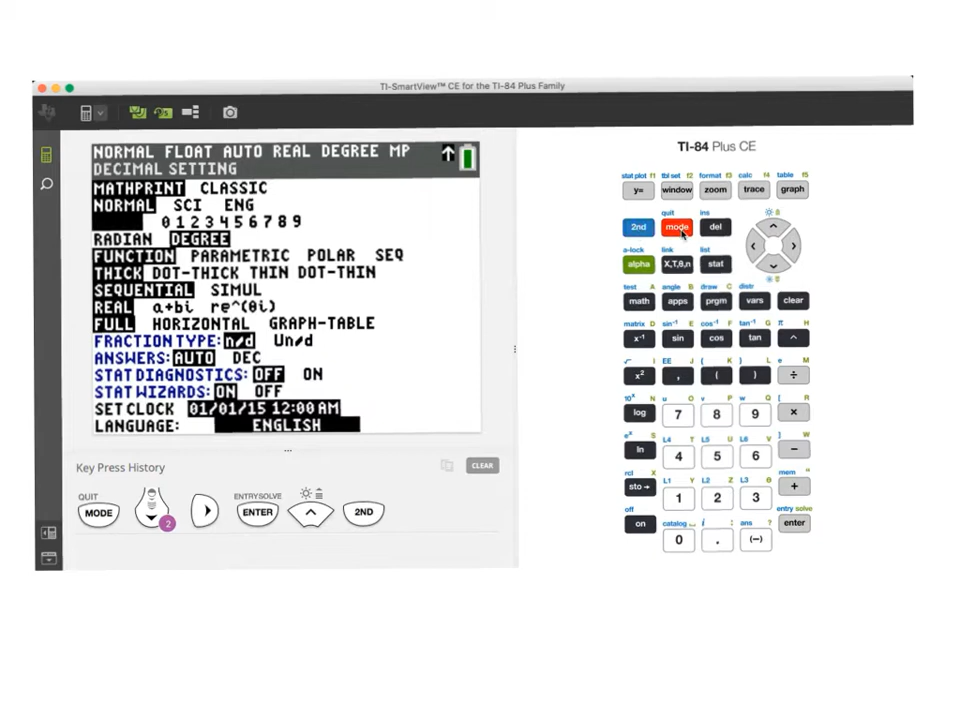 TI-SmartView™ CE for the TI-84 Plus Family
NORMAL FLOAT AUTO REAL DEGREE MP
DECIMAL SETTING
MATHPRINT CLASSIC
NORMAL SCI ENG
0 1 2 3 4 5 6 7 8 9
RADIAN DEGREE
FUNCTION PARAMETRIC POLAR SEQ
THICK DOT-THICK THIN DOT-THIN
SEQUENTIAL SIMUL
REAL a+bi re^(θi)
FULL HORIZONTAL GRAPH-TABLE
FRACTION TYPE: n/d Un/d
ANSWERS: AUTO DEC
STAT DIAGNOSTICS: OFF ON
STAT WIZARDS: ON OFF
SET CLOCK 01/01/15 12:00 AM
LANGUAGE: ENGLISH
Key Press History
CLEAR
QUIT ENTRY SOLVE
MODE 2 ENTER 2ND
TI-84 Plus CE
stat plot f1 tbl set f2 format f3 calc f4 table f5
y= window zoom trace graph
quit ins
2nd mode del
a-lock link list
alpha X,T,θ,n stat
test A angle B draw C distr
math apps prgm vars clear
matrix D sin⁻¹ E cos⁻¹ F tan⁻¹ G π H
x⁻¹ sin cos tan ^
√ I EE J { K } L e M
x² , ( ) ÷
10ˣ N u O v P w Q [ R
log 7 8 9 ×
eˣ S L4 T L5 U L6 V ] W
ln 4 5 6 −
rcl X L1 Y L2 Z L3 θ mem "
sto→ 1 2 3 +
off catalog ␣ i : ans ? entry solve
on 0 . (−) enter